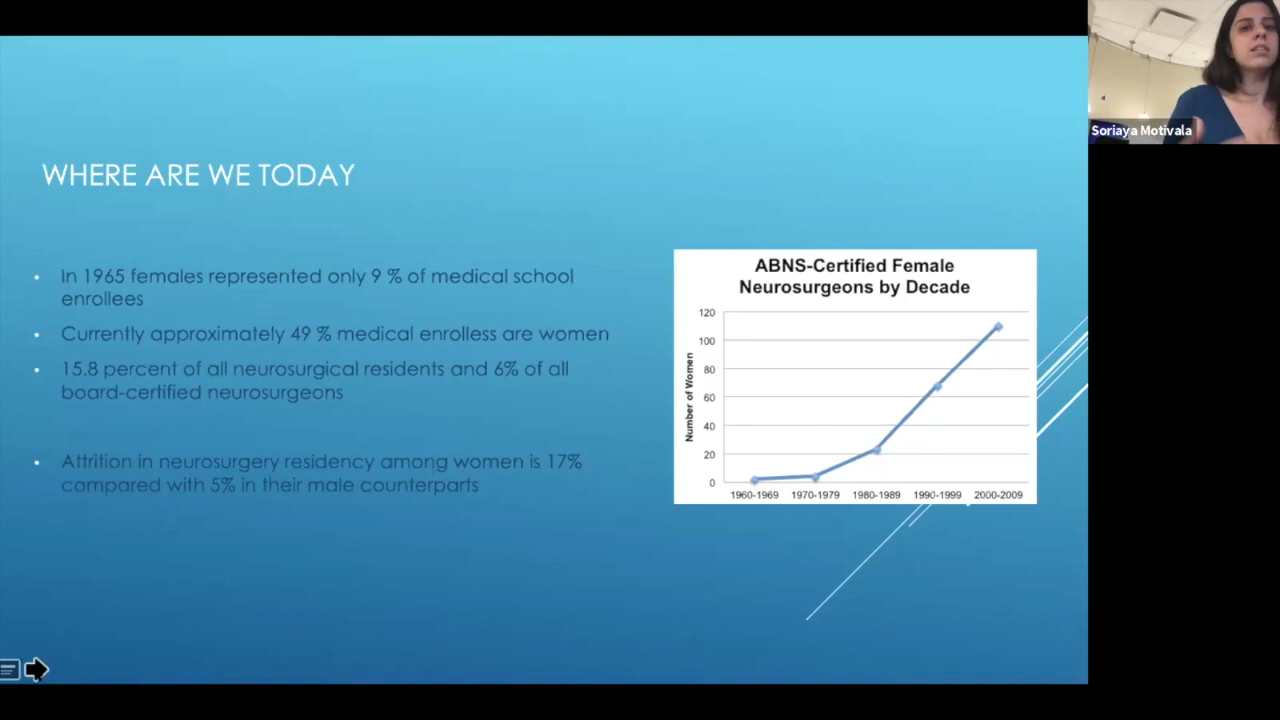 Soriaya Motivala
WHERE ARE WE TODAY
• In 1965 females represented only 9 % of medical school
enrollees
• Currently approximately 49 % medical enrolless are women
• 15.8 percent of all neurosurgical residents and 6% of all
board-certified neurosurgeons
• Attrition in neurosurgery residency among women is 17%
compared with 5% in their male counterparts
ABNS-Certified Female
Neurosurgeons by Decade
Number of Women
120
100
80
60
40
20
0
1960-1969 1970-1979 1980-1989 1990-1999 2000-2009